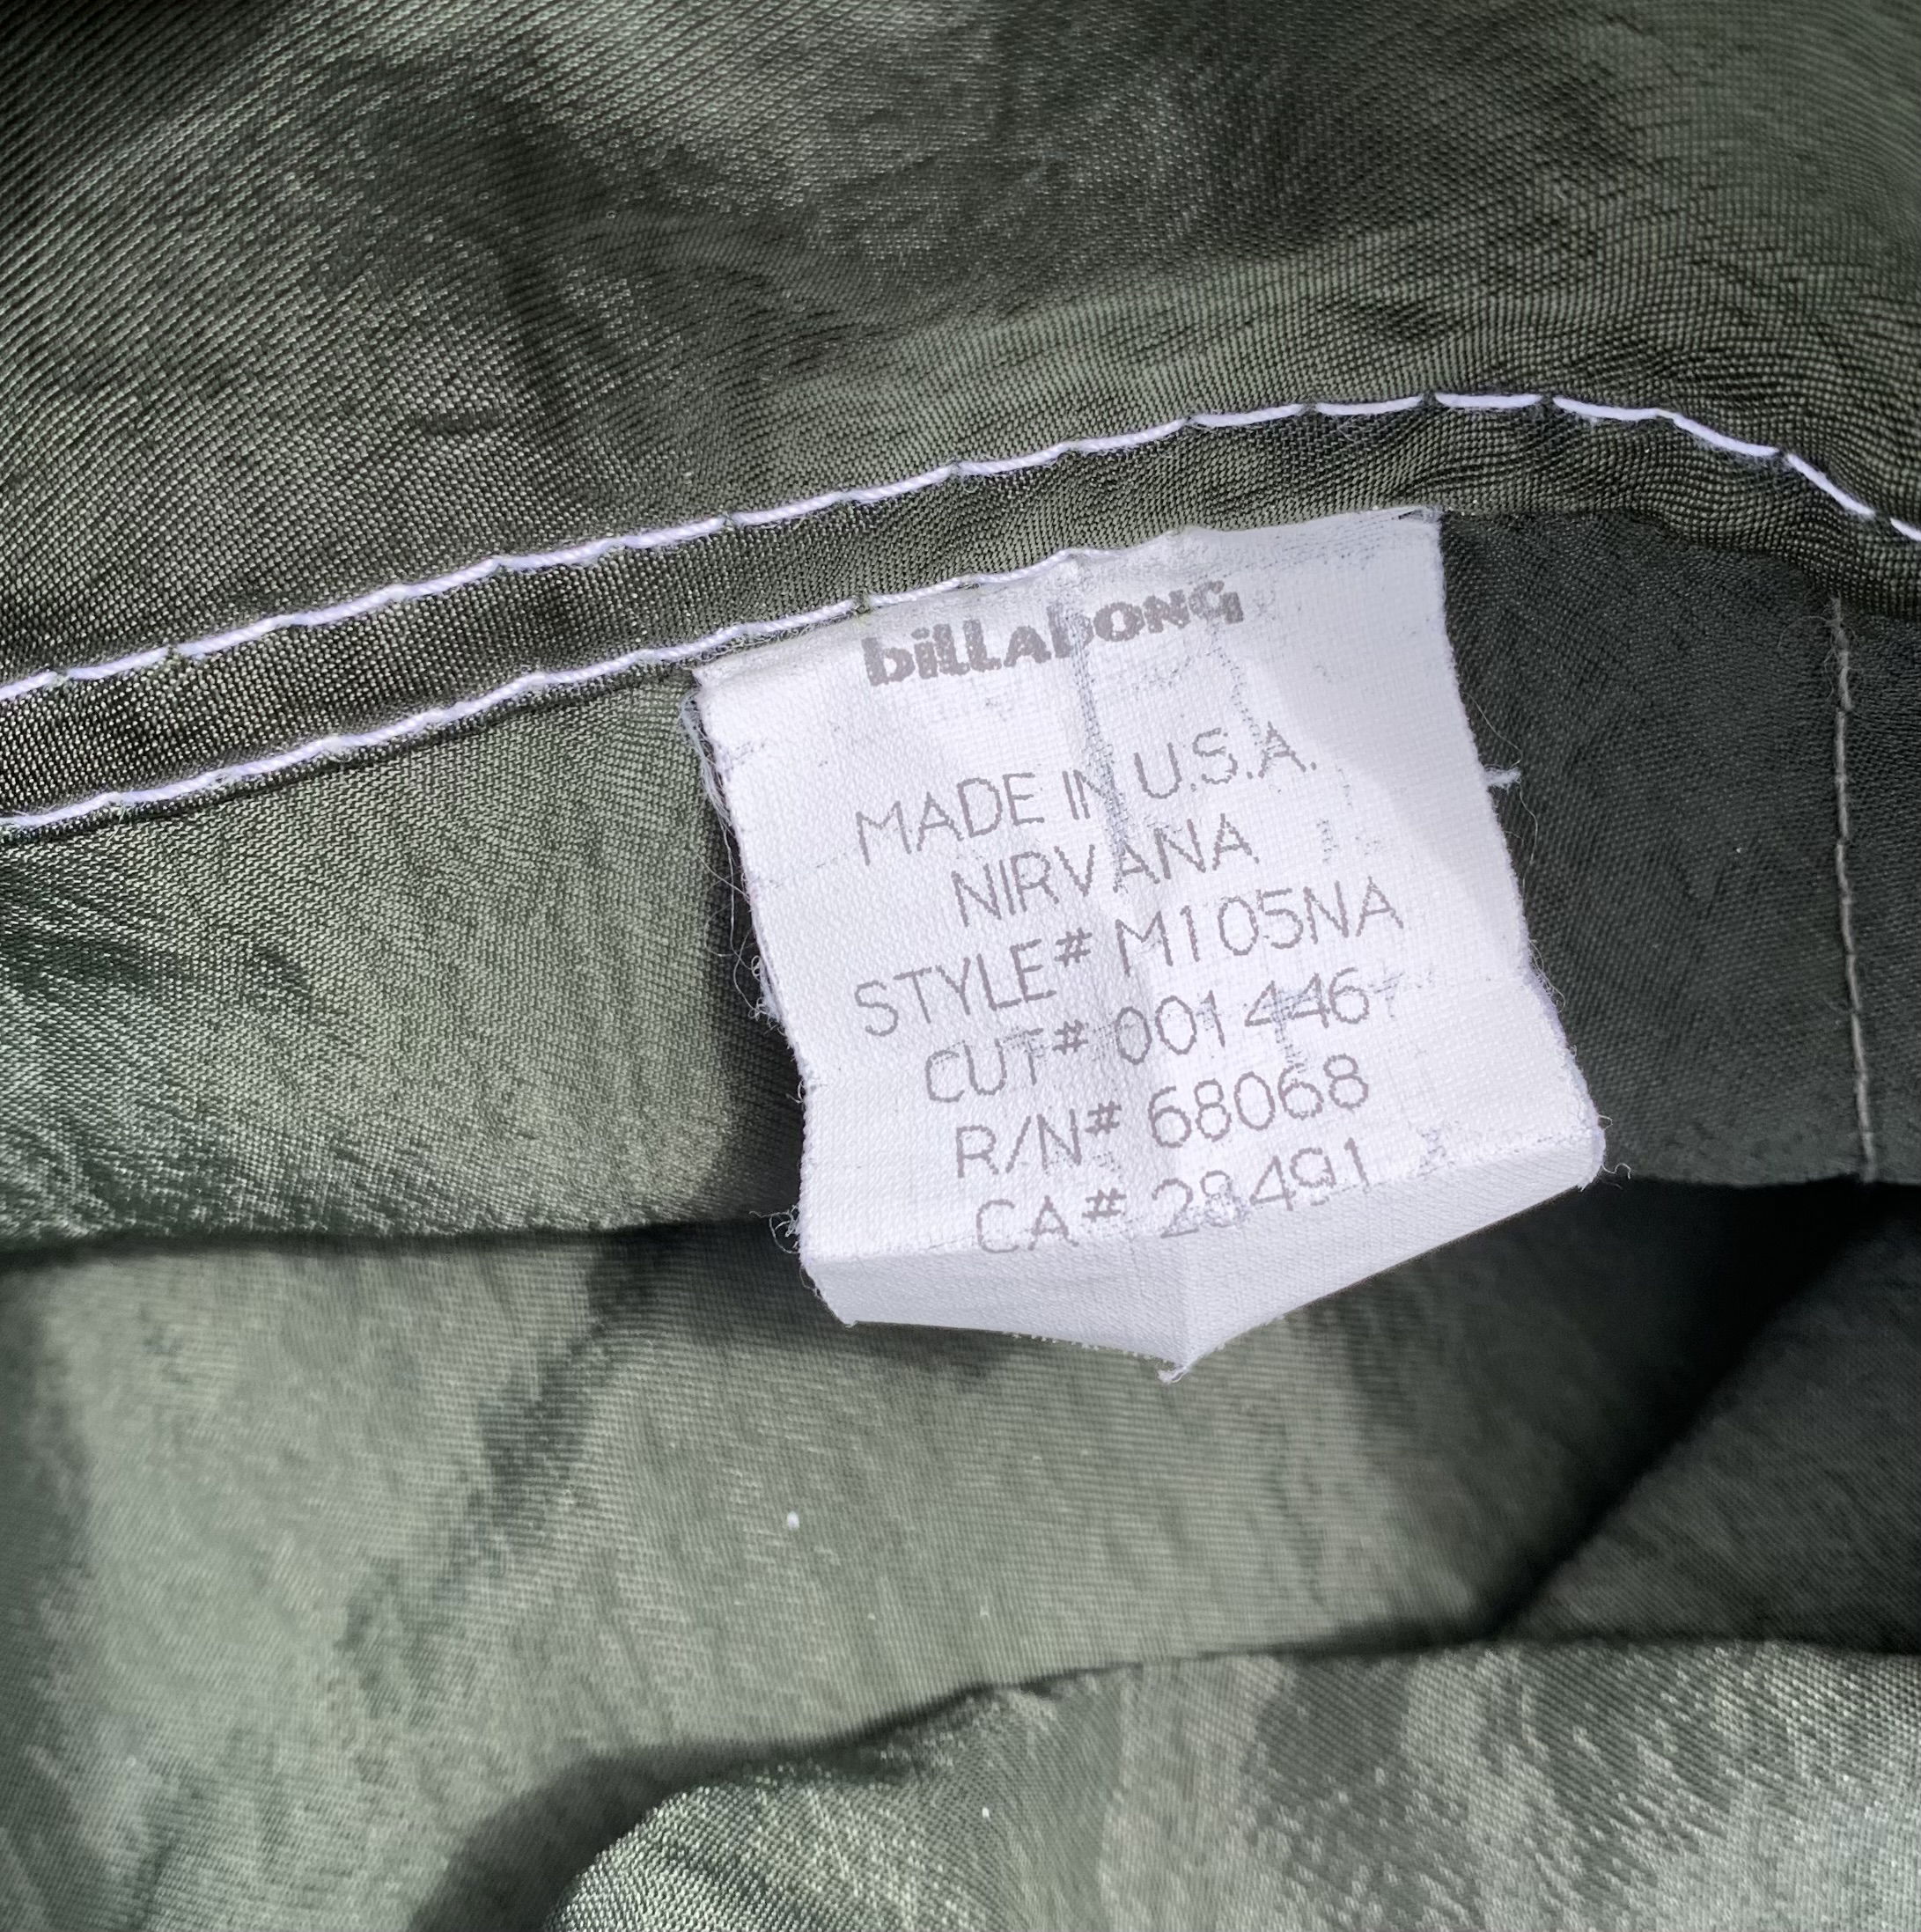 biLLABONG
MADE IN U.S.A.
NIRVANA
STYLE# M105NA
CUT# 001446
R/N# 68068
CA# 28491